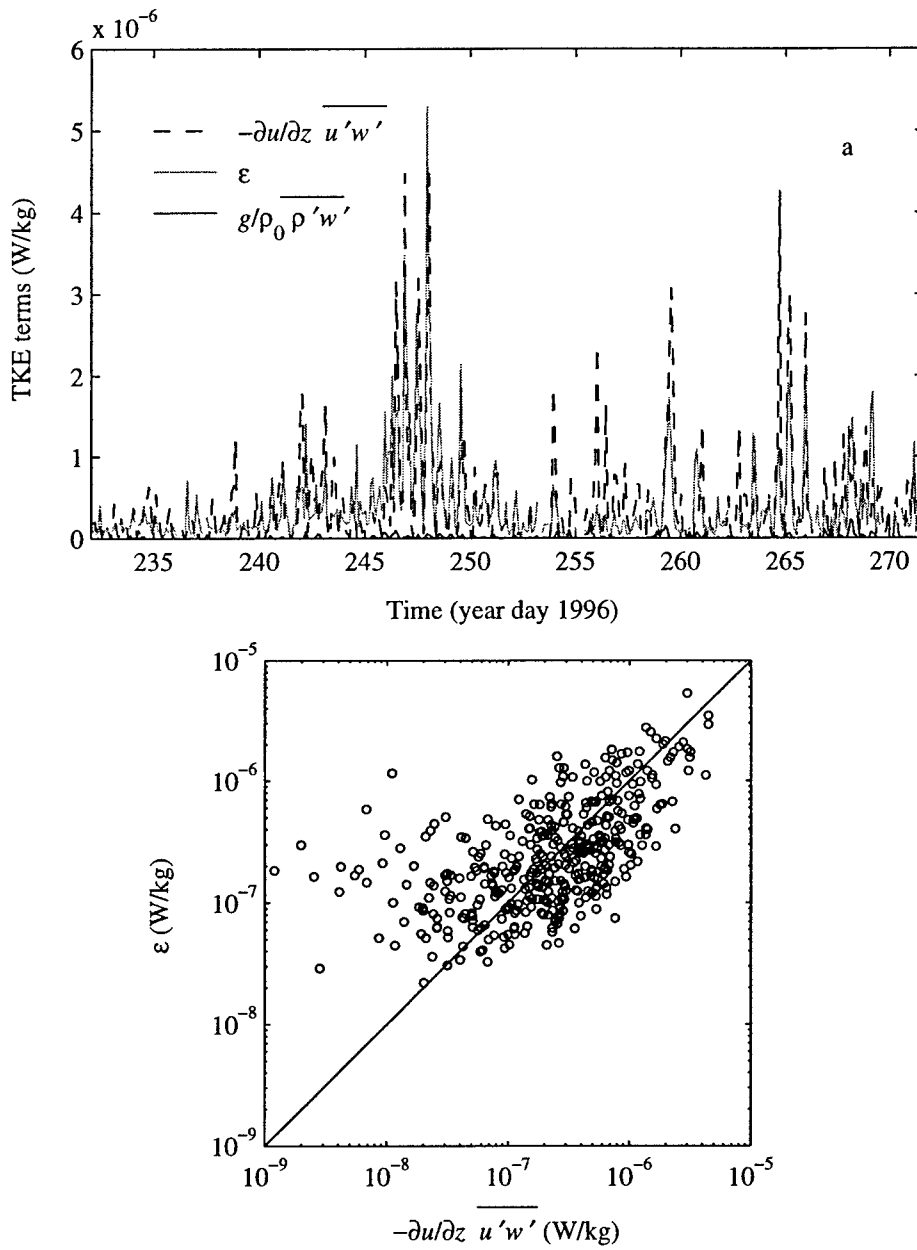 x 10⁻⁶
6
5
4
3
2
1
0
TKE terms (W/kg)
−∂u/∂z u′w′
ε
g/ρ₀ ρ′w′
a
235 240 245 250 255 260 265 270
Time (year day 1996)
10⁻⁵
10⁻⁶
10⁻⁷
10⁻⁸
10⁻⁹
ε (W/kg)
10⁻⁹ 10⁻⁸ 10⁻⁷ 10⁻⁶ 10⁻⁵
−∂u/∂z u′w′ (W/kg)